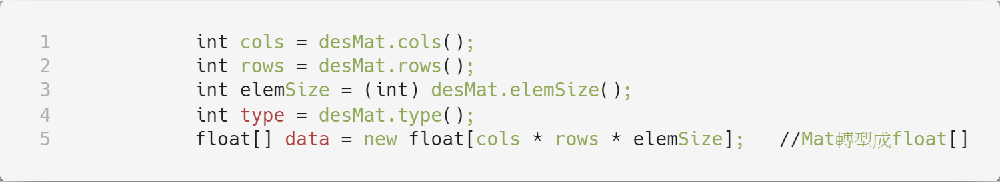 1 int cols = desMat.cols();
2 int rows = desMat.rows();
3 int elemSize = (int) desMat.elemSize();
4 int type = desMat.type();
5 float[] data = new float[cols * rows * elemSize]; //Mat轉型成float[]